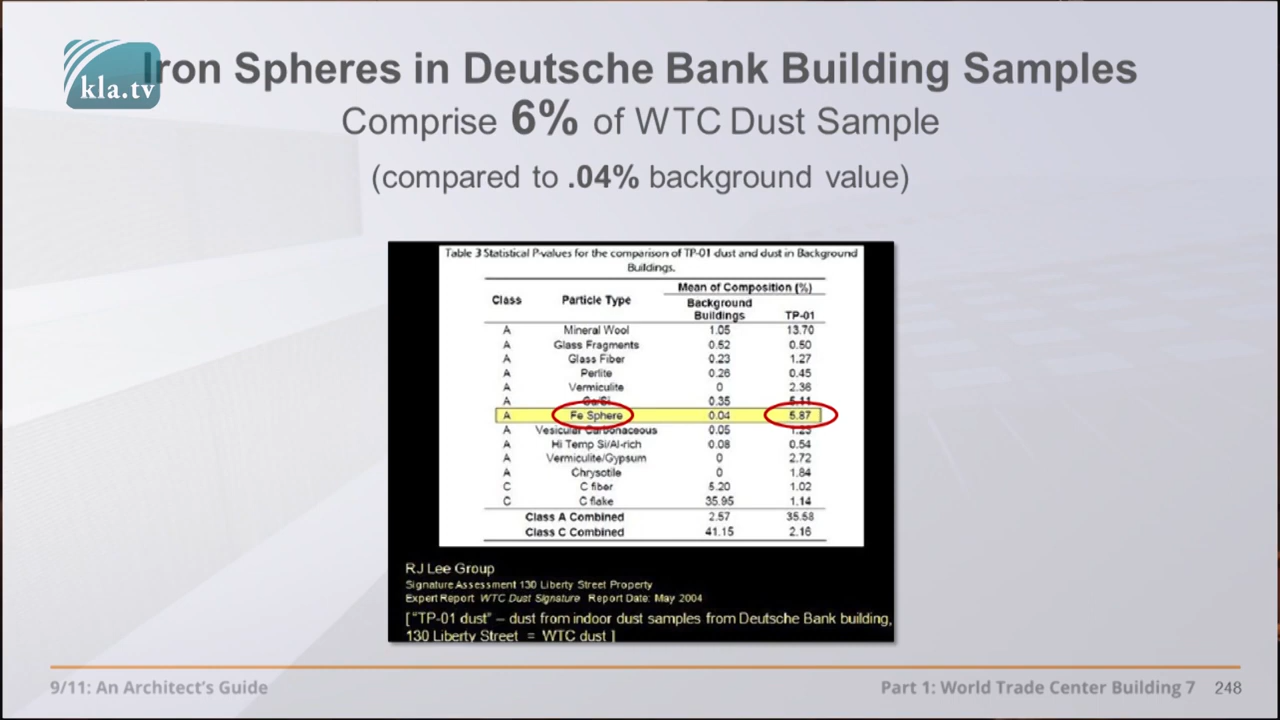 kla.tv
Iron Spheres in Deutsche Bank Building Samples
Comprise 6% of WTC Dust Sample
(compared to .04% background value)
Table 3 Statistical P-values for the comparison of TP-01 dust and dust in Background
Buildings.
Mean of Composition (%)
Class Particle Type Background Buildings TP-01
A Mineral Wool 1.05 13.70
A Glass Fragments 0.52 0.50
A Glass Fiber 0.23 1.27
A Perlite 0.26 0.45
A Vermiculite 0 2.36
A Ca/Si 0.35 5.11
A Fe Sphere 0.04 5.87
A Vesicular Carbonaceous 0.05 1.23
A Hi Temp Si/Al-rich 0.08 0.54
A Vermiculite/Gypsum 0 2.72
A Chrysotile 0 1.84
C C fiber 5.20 1.02
C C flake 35.95 1.14
Class A Combined 2.57 35.58
Class C Combined 41.15 2.16
RJ Lee Group
Signature Assessment 130 Liberty Street Property
Expert Report WTC Dust Signature Report Date: May 2004
["TP-01 dust" – dust from indoor dust samples from Deutsche Bank building,
130 Liberty Street = WTC dust ]
9/11: An Architect's Guide
Part 1: World Trade Center Building 7 248